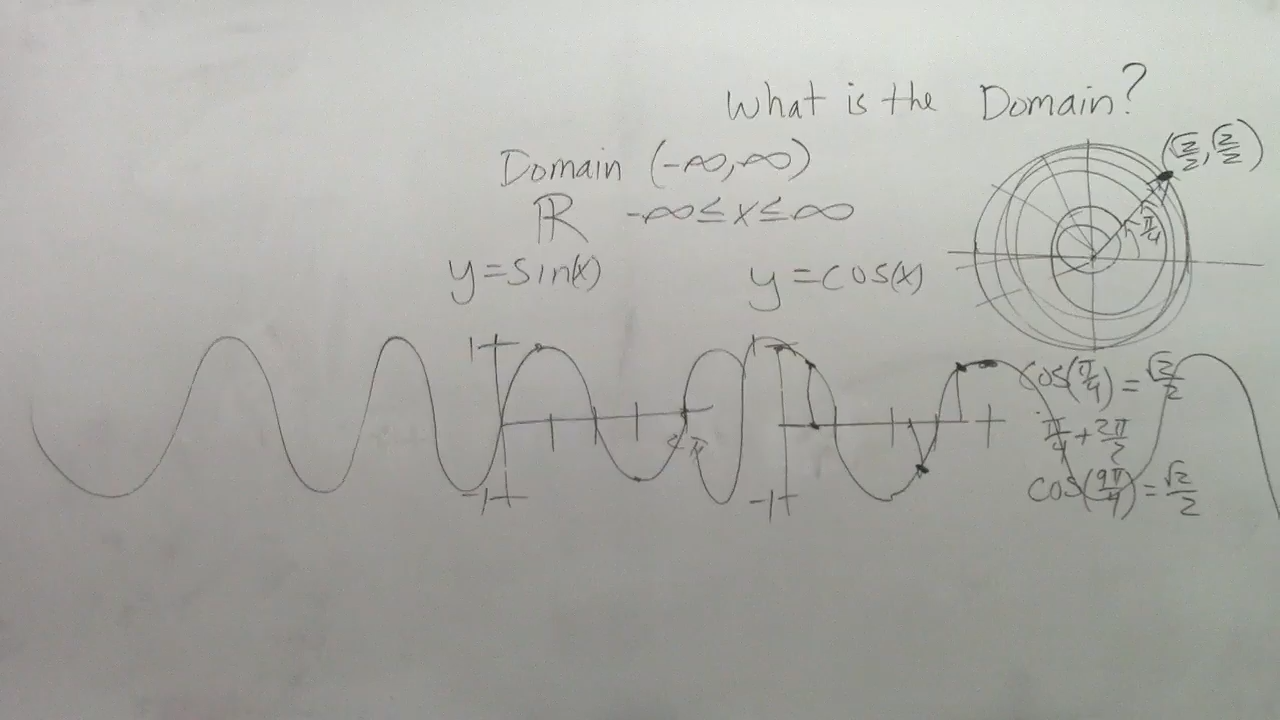 What is the Domain?
Domain (-∞,∞)
(√2/2, √2/2)
ℝ -∞≤x≤∞
π/4
y=sin(x)
y=cos(x)
1
1
cos(π/4)=√2/2
π/4+2π/2
2π
-1
-1
cos(9π/4)=√2/2